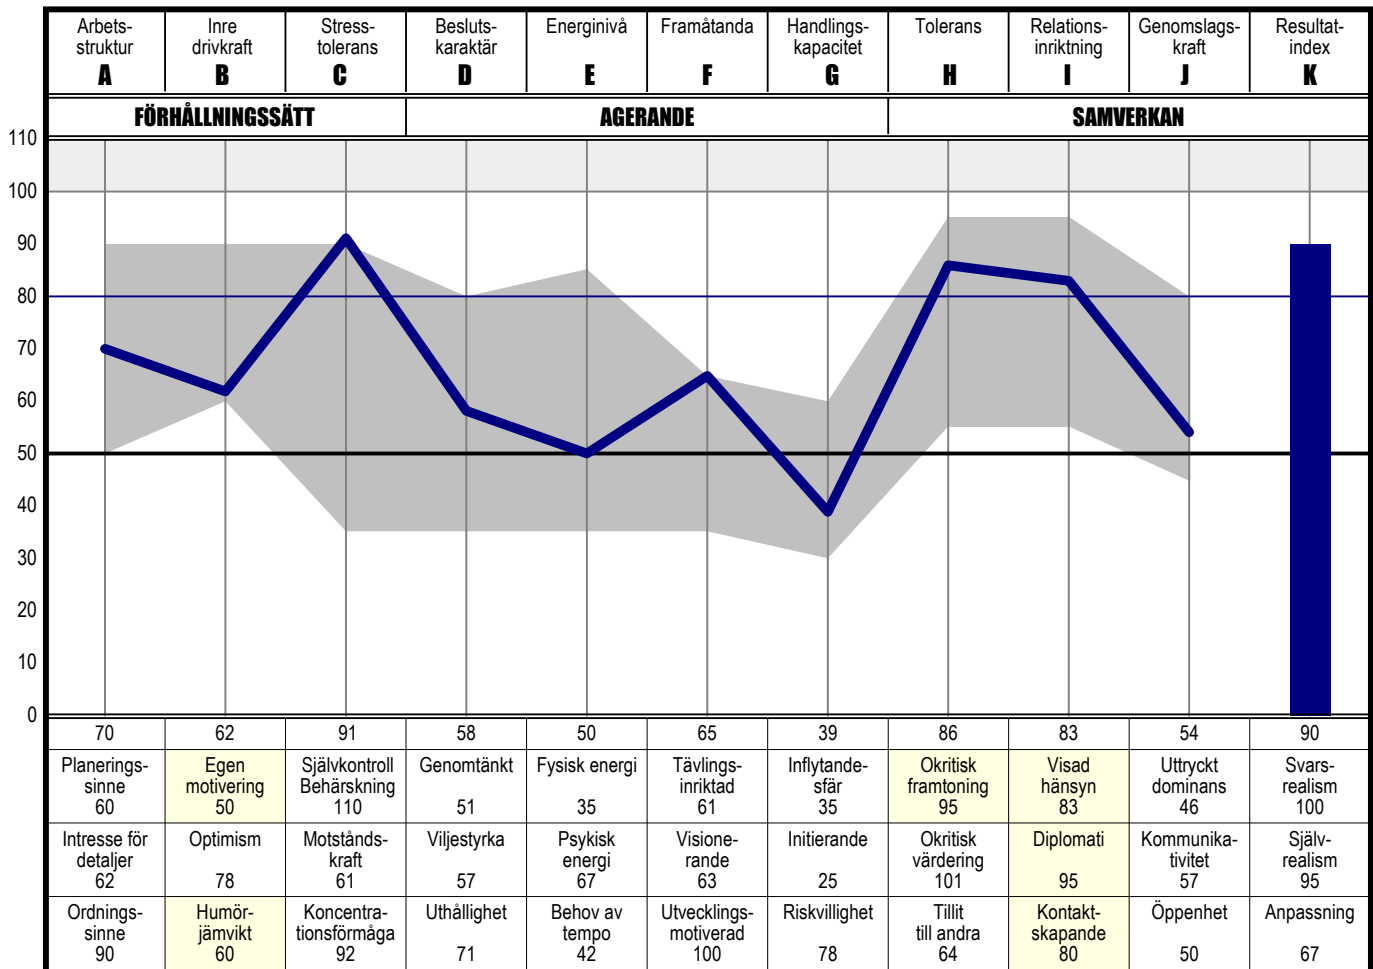 Arbets-
struktur
A
Inre
drivkraft
B
Stress-
tolerans
C
Besluts-
karaktär
D
Energinivå
E
Framåtanda
F
Handlings-
kapacitet
G
Tolerans
H
Relations-
inriktning
I
Genomslags-
kraft
J
Resultat-
index
K
FÖRHÅLLNINGSSÄTT
AGERANDE
SAMVERKAN
110
100
90
80
70
60
50
40
30
20
10
0
70 62 91 58 50 65 39 86 83 54 90
Planerings-
sinne
60
Egen
motivering
50
Självkontroll
Behärskning
110
Genomtänkt
51
Fysisk energi
35
Tävlings-
inriktad
61
Inflytande-
sfär
35
Okritisk
framtoning
95
Visad
hänsyn
83
Uttryckt
dominans
46
Svars-
realism
100
Intresse för
detaljer
62
Optimism
78
Motstånds-
kraft
61
Viljestyrka
57
Psykisk
energi
67
Visione-
rande
63
Initierande
25
Okritisk
värdering
101
Diplomati
95
Kommunika-
tivitet
57
Själv-
realism
95
Ordnings-
sinne
90
Humör-
jämvikt
60
Koncentra-
tionsförmåga
92
Uthållighet
71
Behov av
tempo
42
Utvecklings-
motiverad
100
Riskvillighet
78
Tillit
till andra
64
Kontakt-
skapande
80
Öppenhet
50
Anpassning
67